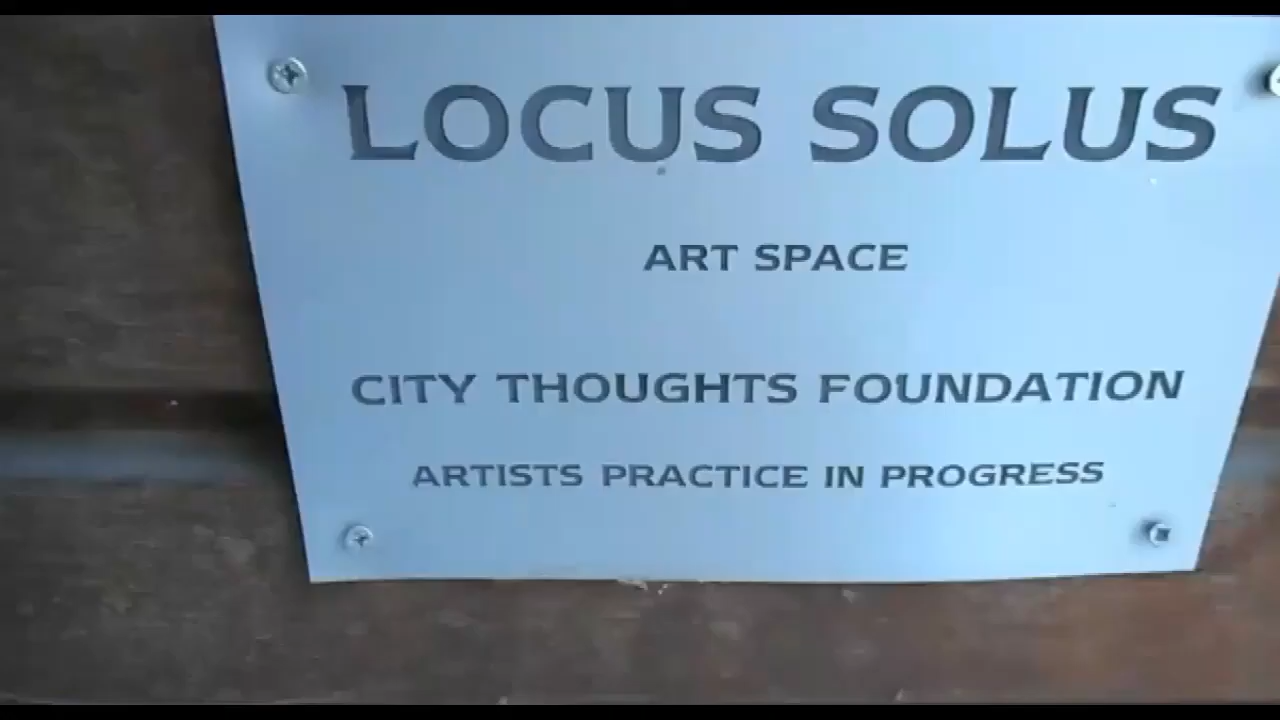 LOCUS SOLUS
ART SPACE
CITY THOUGHTS FOUNDATION
ARTISTS PRACTICE IN PROGRESS